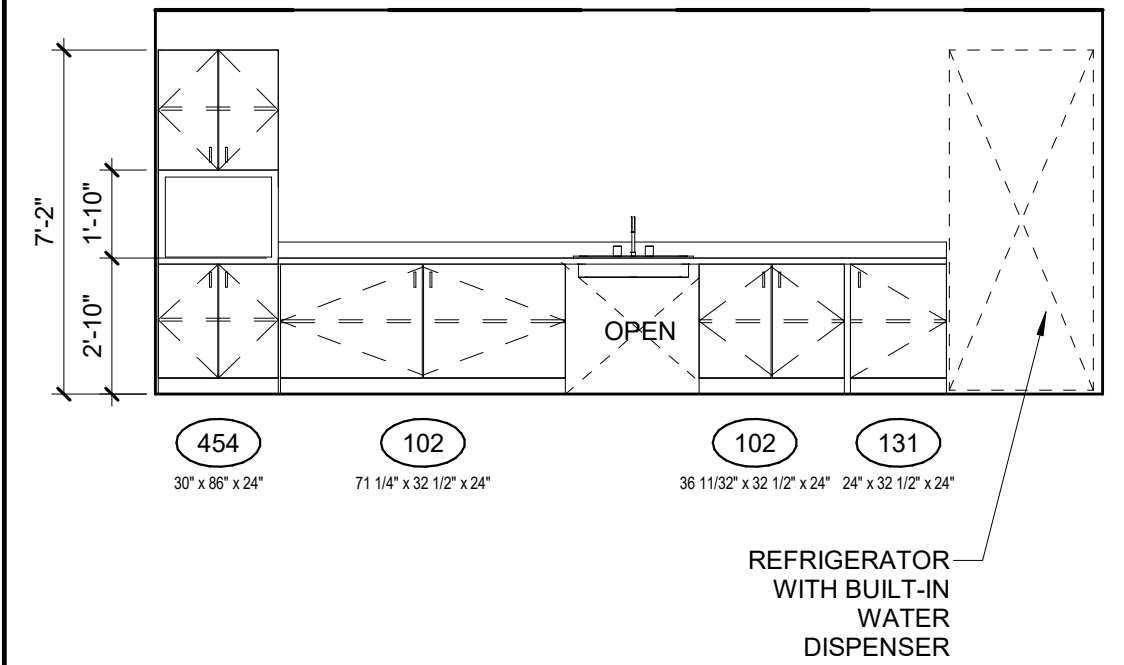 7'-2"
1'-10"
2'-10"
OPEN
454
102
102
131
30" x 86" x 24"
71 1/4" x 32 1/2" x 24"
36 11/32" x 32 1/2" x 24"
24" x 32 1/2" x 24"
REFRIGERATOR
WITH BUILT-IN
WATER
DISPENSER